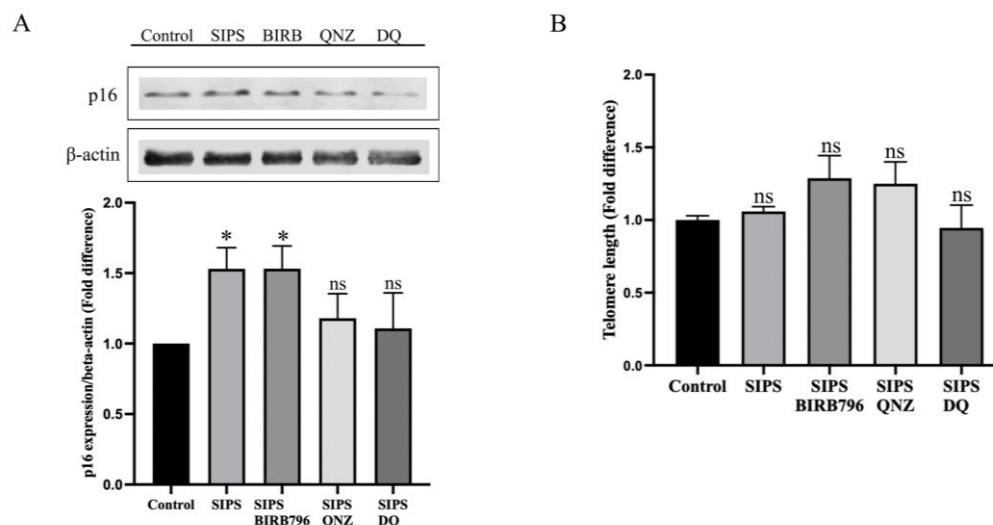 A
Control SIPS BIRB QNZ DQ
p16
β-actin
p16 expression/beta-actin (Fold difference)
2.0
1.5
1.0
0.5
0.0
*
*
ns
ns
Control
SIPS
SIPS
BIRB796
SIPS
QNZ
SIPS
DQ
B
Telomere length (Fold difference)
2.0
1.5
1.0
0.5
0.0
ns
ns
ns
ns
Control
SIPS
SIPS
BIRB796
SIPS
QNZ
SIPS
DQ